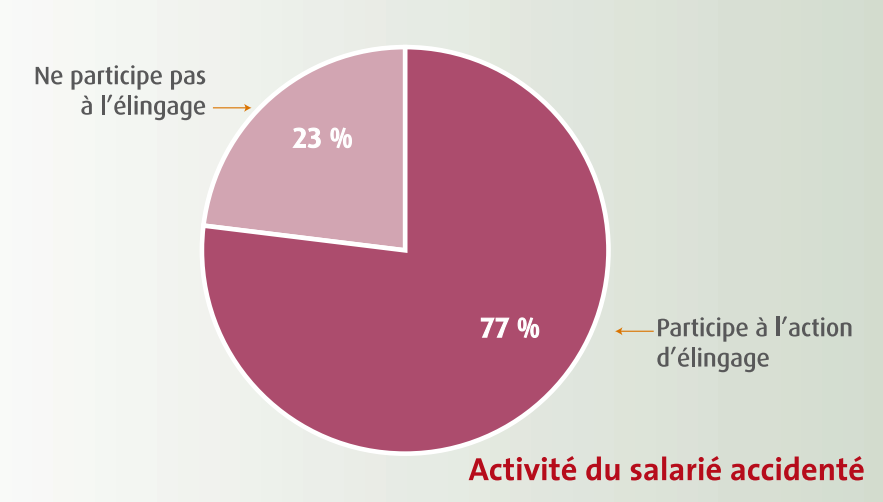 Ne participe pas
à l'élingage
23 %
77 %
Participe à l'action
d'élingage
Activité du salarié accidenté